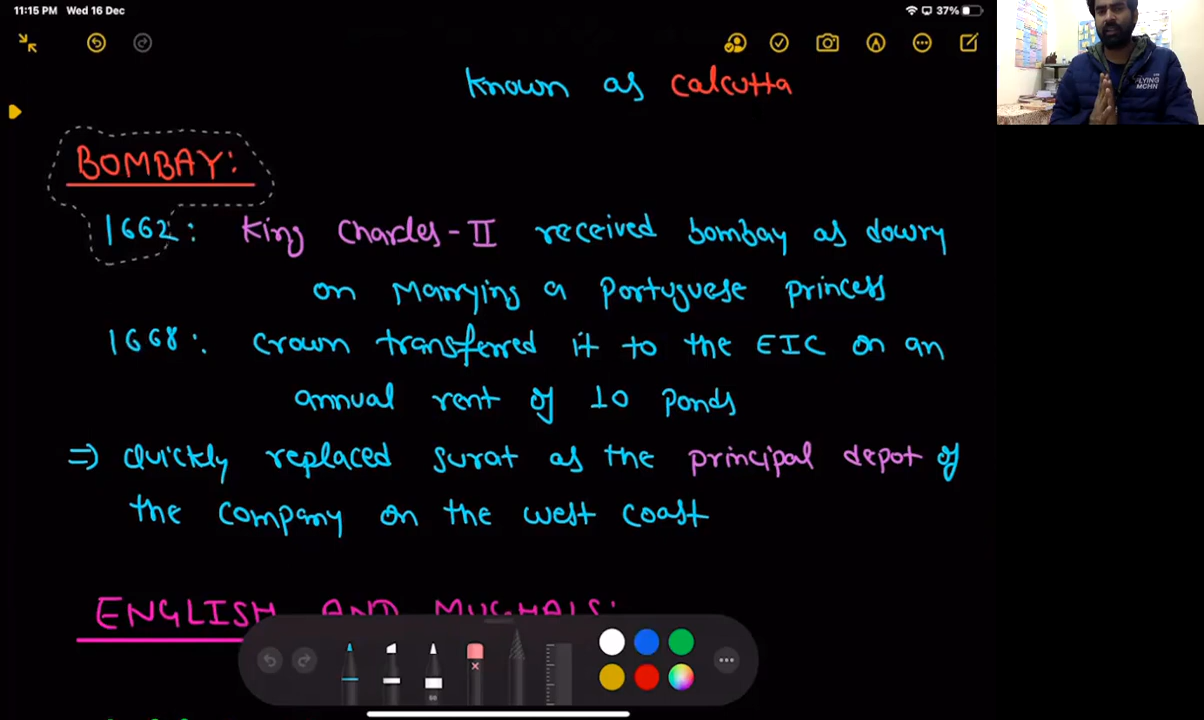 11:15 PM Wed 16 Dec
37%
known as calcutta
BOMBAY:
1662: King Charles-II received bombay as dowry
on Marrying a Portuguese princess
1668: Crown transferred it to the EIC on an
annual rent of 10 Ponds
⇒ Quickly replaced surat as the principal depot of
the company on the west coast
ENGLISH AND MUGHALS:
FLYING